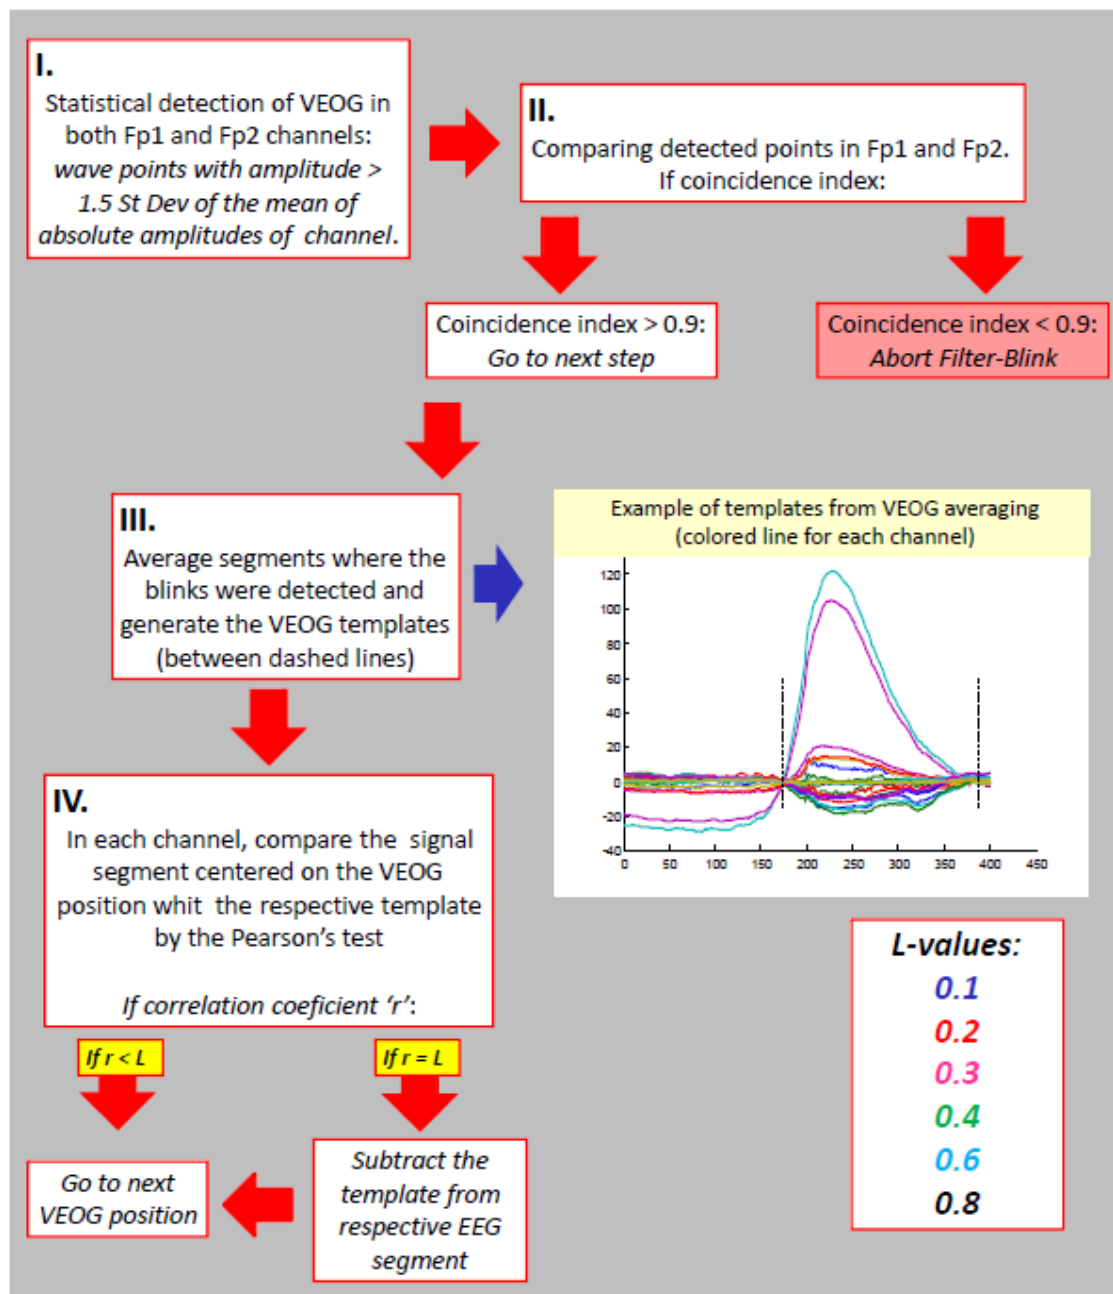 I.
Statistical detection of VEOG in
both Fp1 and Fp2 channels:
wave points with amplitude >
1.5 St Dev of the mean of
absolute amplitudes of channel.
II.
Comparing detected points in Fp1 and Fp2.
If coincidence index:
Coincidence index > 0.9:
Go to next step
Coincidence index < 0.9:
Abort Filter-Blink
III.
Average segments where the
blinks were detected and
generate the VEOG templates
(between dashed lines)
Example of templates from VEOG averaging
(colored line for each channel)
120
100
80
60
40
20
0
-20
-40
0 50 100 150 200 250 300 350 400 450
IV.
In each channel, compare the signal
segment centered on the VEOG
position whit the respective template
by the Pearson's test
If correlation coeficient ‘r’:
If r < L
If r = L
Go to next
VEOG position
Subtract the
template from
respective EEG
segment
L-values:
0.1
0.2
0.3
0.4
0.6
0.8